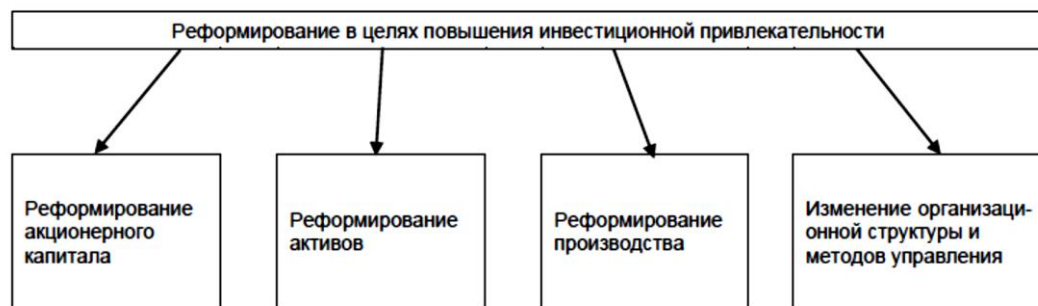 Реформирование в целях повышения инвестиционной привлекательности
Реформирование
акционерного
капитала
Реформирование
активов
Реформирование
производства
Изменение организаци-
онной структуры и
методов управления